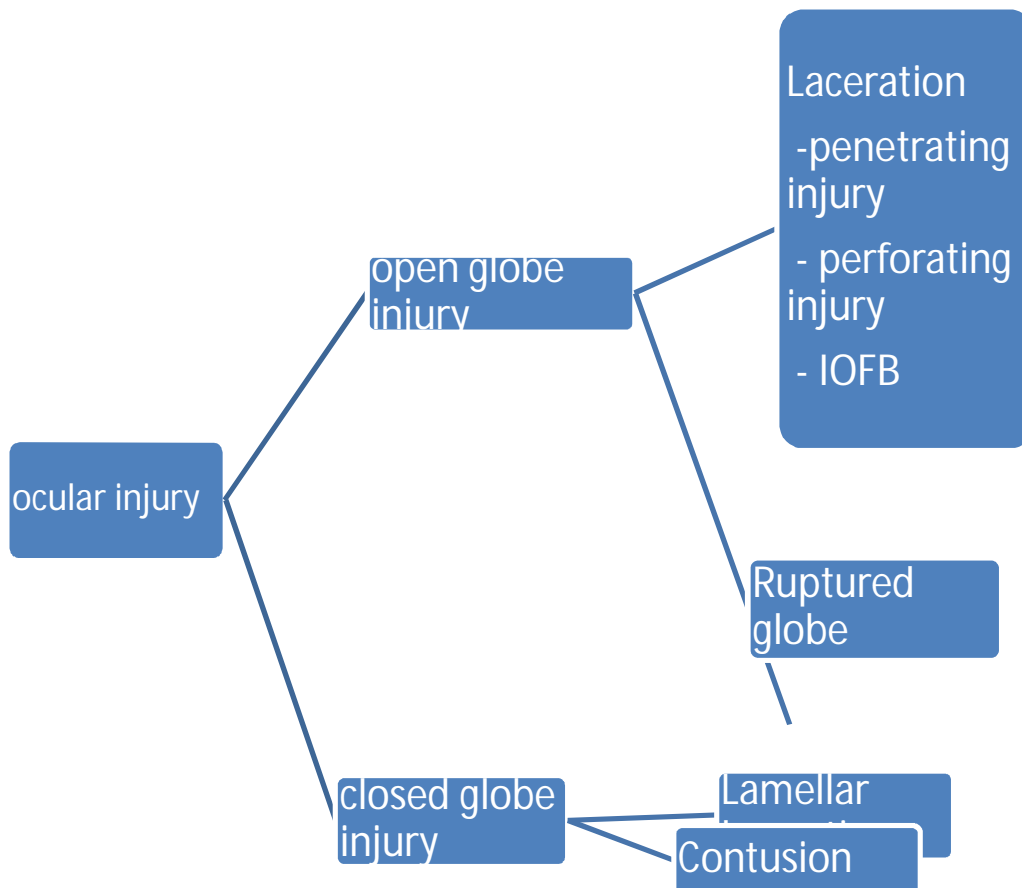 Laceration
-penetrating
injury
- perforating
injury
- IOFB
open globe
injury
ocular injury
Ruptured
globe
closed globe
injury
Lamellar
Contusion